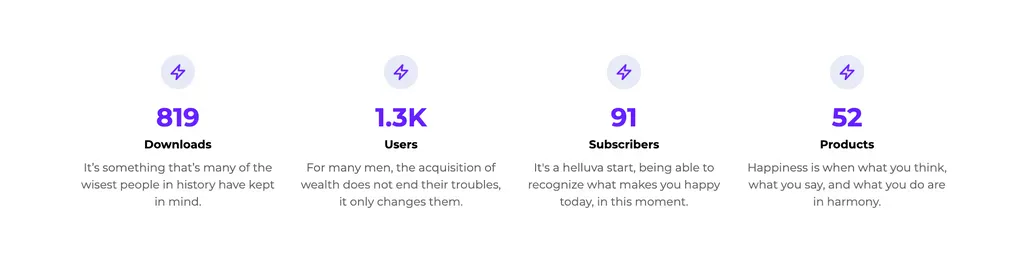 819
Downloads
It's something that's many of the
wisest people in history have kept
in mind.
1.3K
Users
For many men, the acquisition of
wealth does not end their troubles,
it only changes them.
91
Subscribers
It's a helluva start, being able to
recognize what makes you happy
today, in this moment.
52
Products
Happiness is when what you think,
what you say, and what you do are
in harmony.